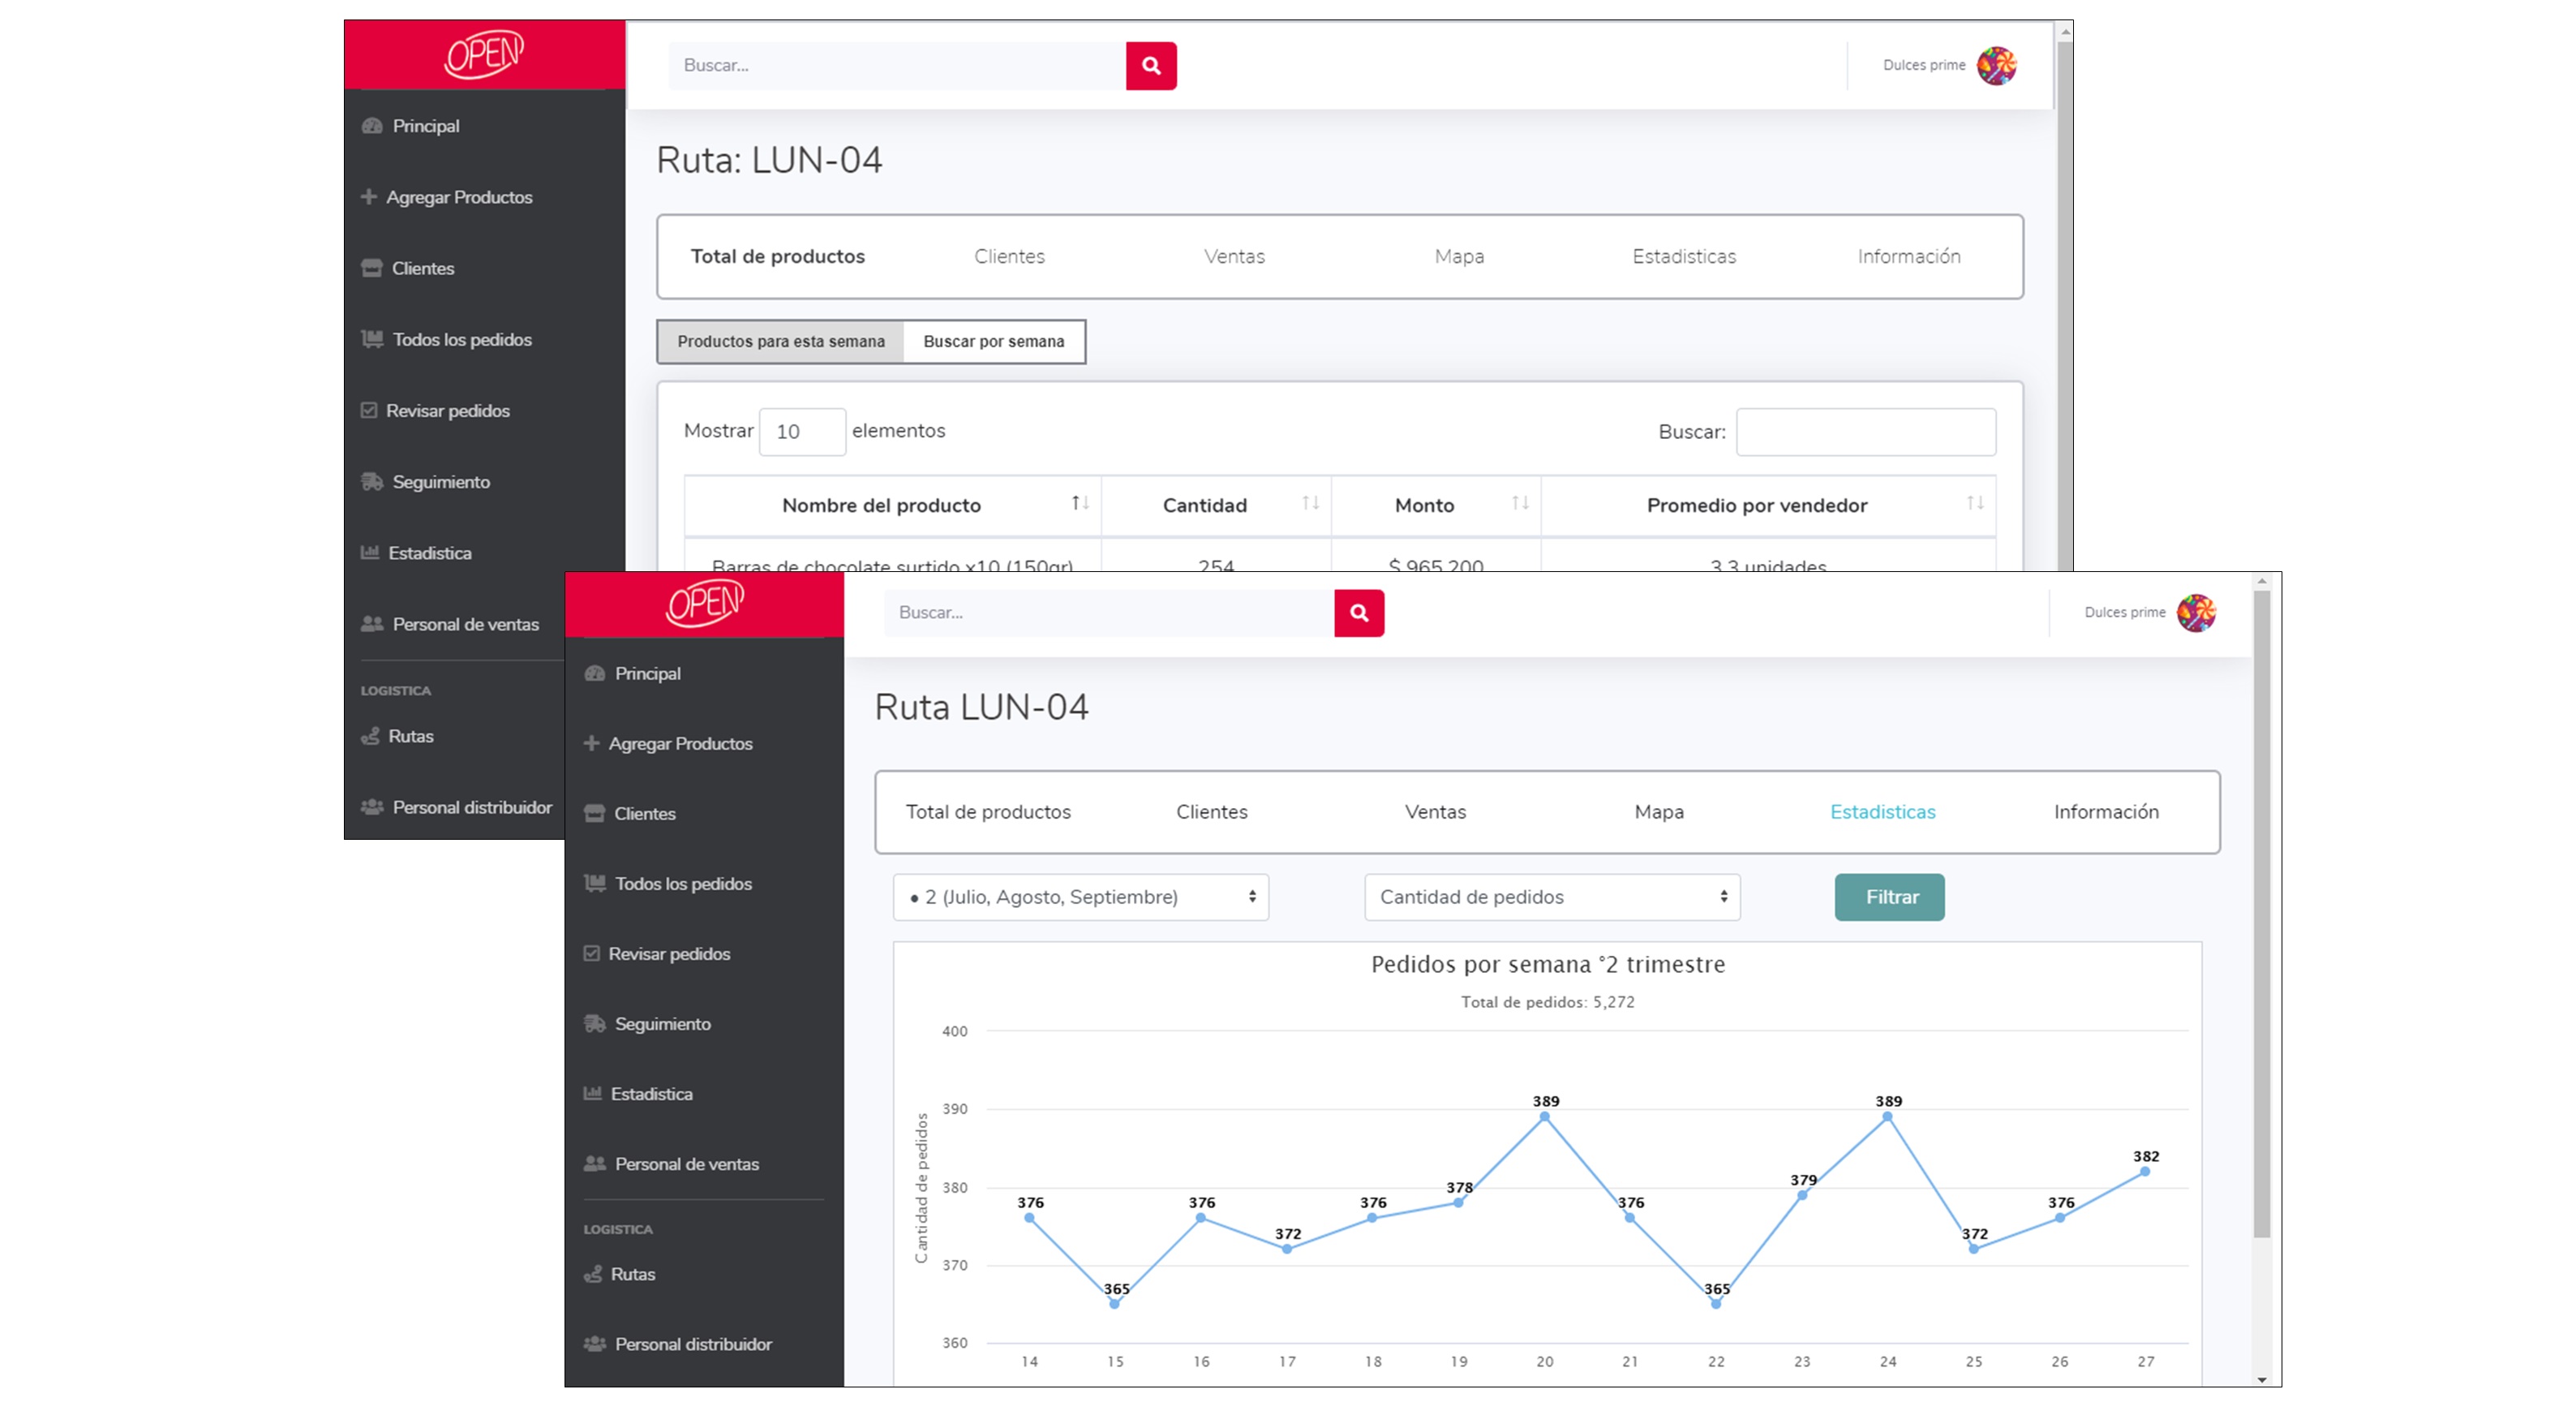 OPEN
Buscar...
Dulces prime
Principal
Agregar Productos
Clientes
Todos los pedidos
Revisar pedidos
Seguimiento
Estadistica
Personal de ventas
LOGISTICA
Rutas
Personal distribuidor
Ruta: LUN-04
Total de productos Clientes Ventas Mapa Estadisticas Información
Productos para esta semana Buscar por semana
Mostrar 10 elementos Buscar:
Nombre del producto Cantidad Monto Promedio por vendedor
Barras de chocolate surtido x10 (150gr) 254 $ 965,200 3.3 unidades
OPEN
Buscar...
Dulces prime
Principal
Agregar Productos
Clientes
Todos los pedidos
Revisar pedidos
Seguimiento
Estadistica
Personal de ventas
LOGISTICA
Rutas
Personal distribuidor
Ruta LUN-04
Total de productos Clientes Ventas Mapa Estadisticas Información
• 2 (Julio, Agosto, Septiembre) Cantidad de pedidos Filtrar
Pedidos por semana °2 trimestre
Total de pedidos: 5,272
Cantidad de pedidos
400
390
380
370
360
376 365 376 372 376 378 389 376 365 379 389 372 376 382
14 15 16 17 18 19 20 21 22 23 24 25 26 27